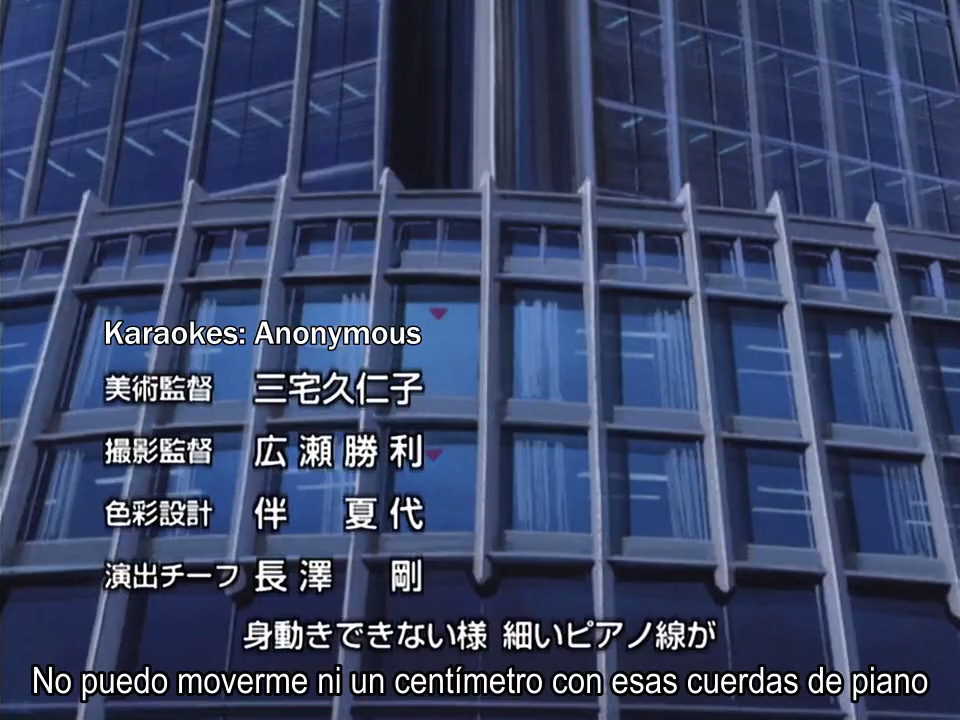 Karaokes: Anonymous
美術監督 三宅久仁子
撮影監督 広瀬勝利
色彩設計 伴 夏代
演出チーフ 長澤 剛
身動きできない様 細いピアノ線が
No puedo moverme ni un centímetro con esas cuerdas de piano